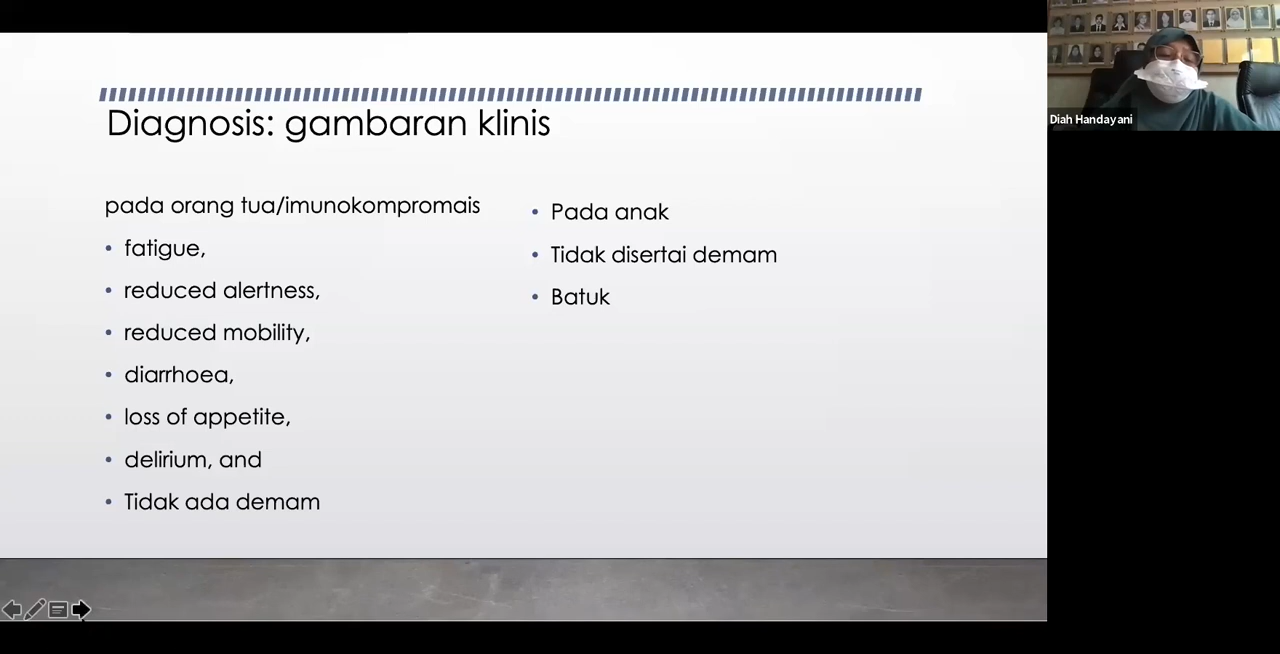 Diagnosis: gambaran klinis
pada orang tua/imunokompromais
• fatigue,
• reduced alertness,
• reduced mobility,
• diarrhoea,
• loss of appetite,
• delirium, and
• Tidak ada demam
• Pada anak
• Tidak disertai demam
• Batuk
Diah Handayani